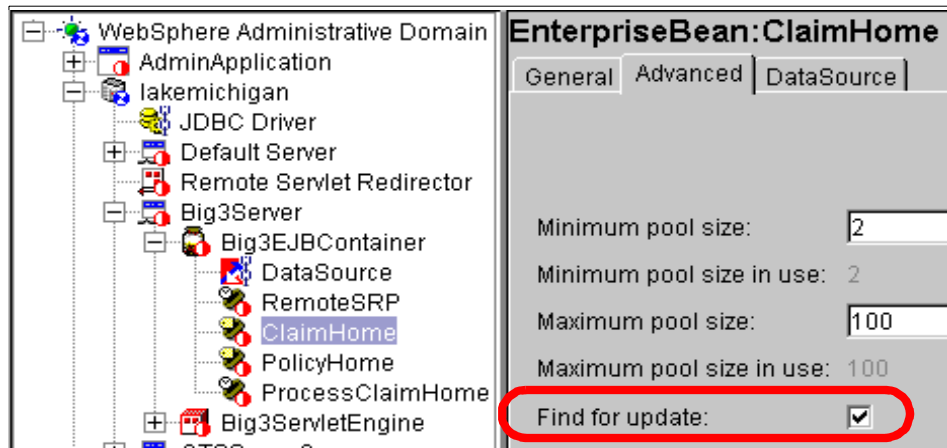 WebSphere Administrative Domain
AdminApplication
lakemichigan
JDBC Driver
Default Server
Remote Servlet Redirector
Big3Server
Big3EJBContainer
DataSource
RemoteSRP
ClaimHome
PolicyHome
ProcessClaimHome
Big3ServletEngine
EnterpriseBean:ClaimHome
General Advanced DataSource
Minimum pool size: 2
Minimum pool size in use: 2
Maximum pool size: 100
Maximum pool size in use: 100
Find for update: